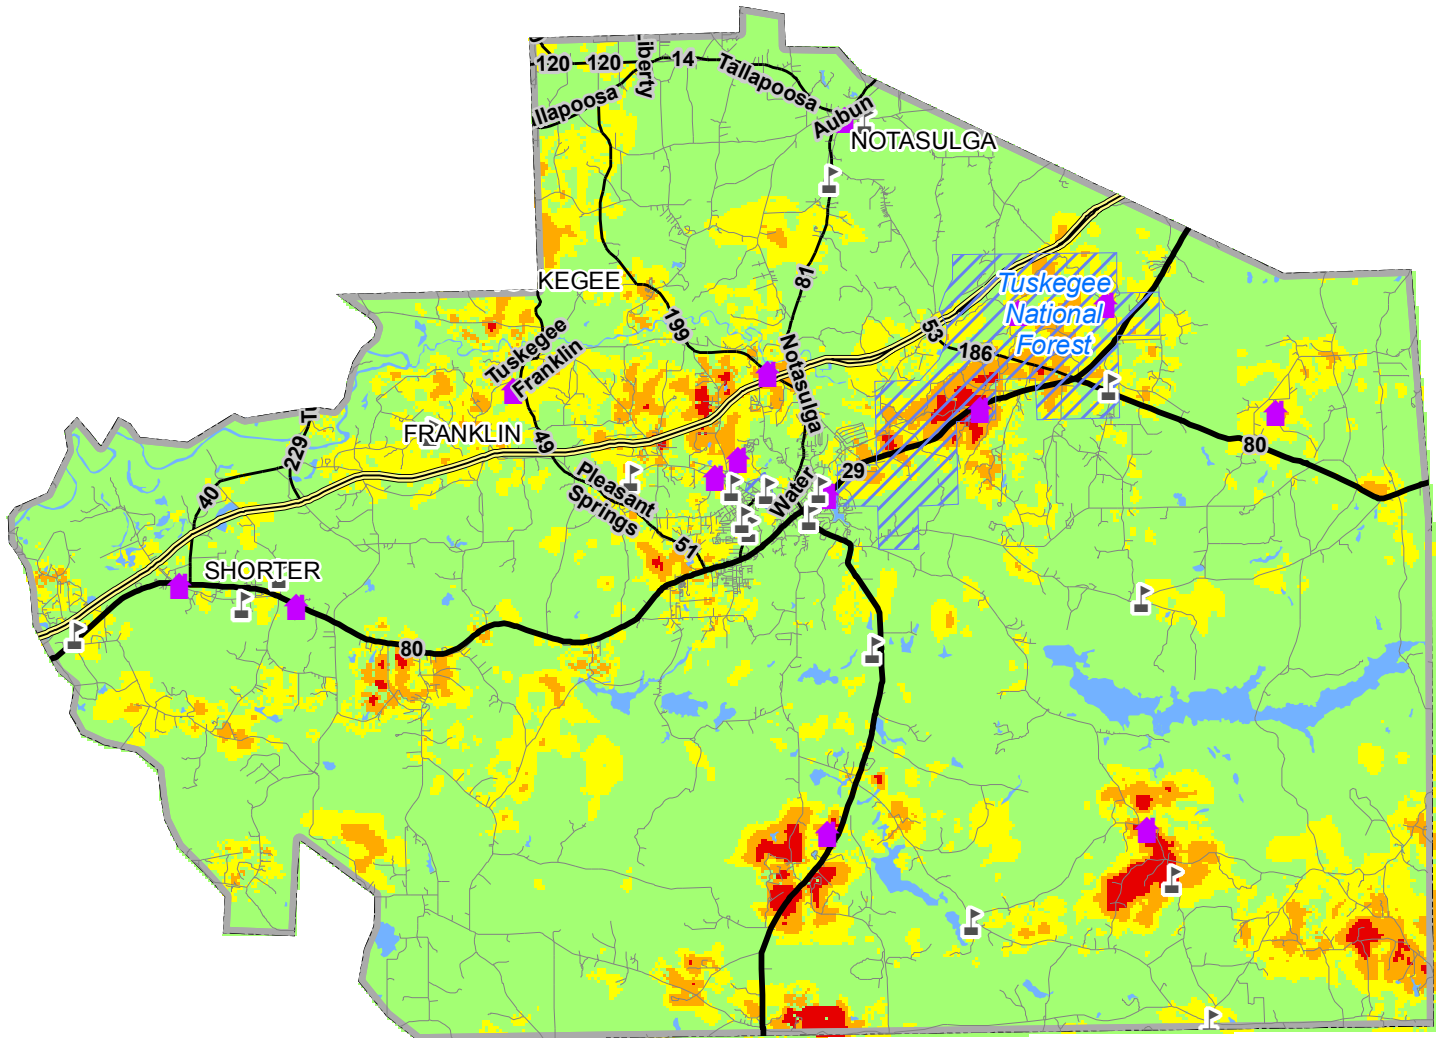 Liberty
120
120
14
Tallapoosa
llapoosa
Aubun
NOTASULGA
81
KEGEE
199
Tuskegee
National
Forest
53
186
Tuskegee
Franklin
Notasulga
FRANKLIN
49
229
40
Pleasant
Springs
51
Water
29
80
SHORTER
80